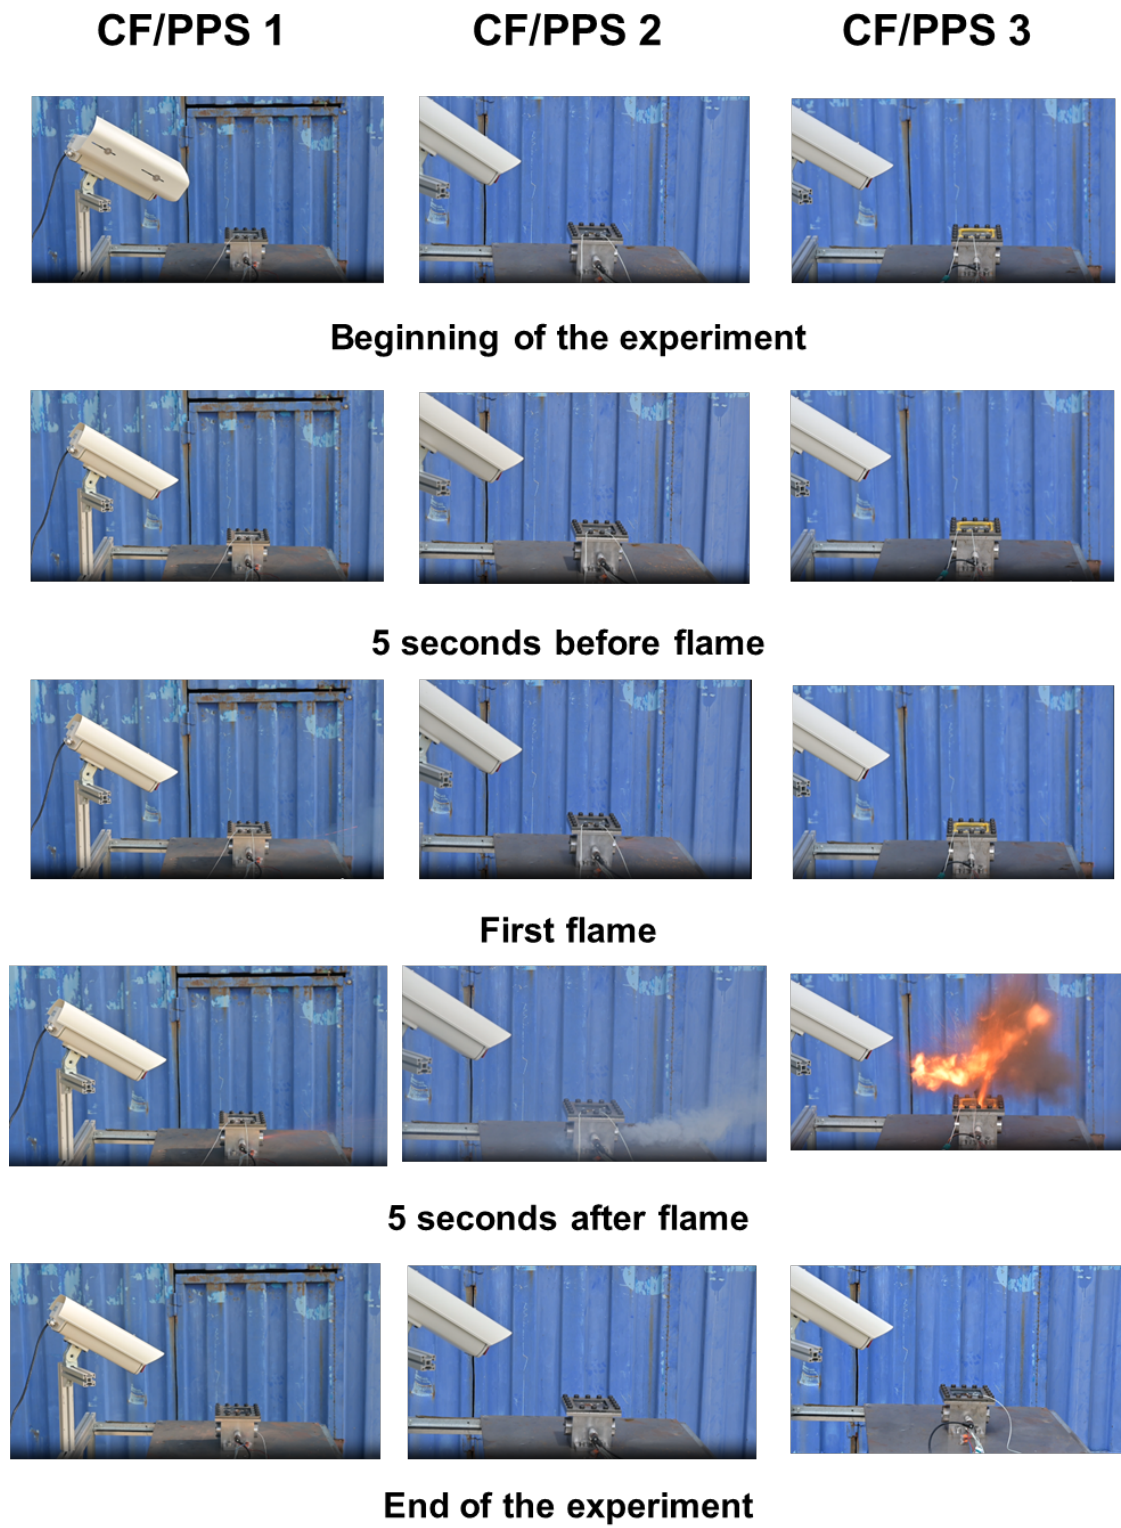 CF/PPS 1 CF/PPS 2 CF/PPS 3
Beginning of the experiment
5 seconds before flame
First flame
5 seconds after flame
End of the experiment